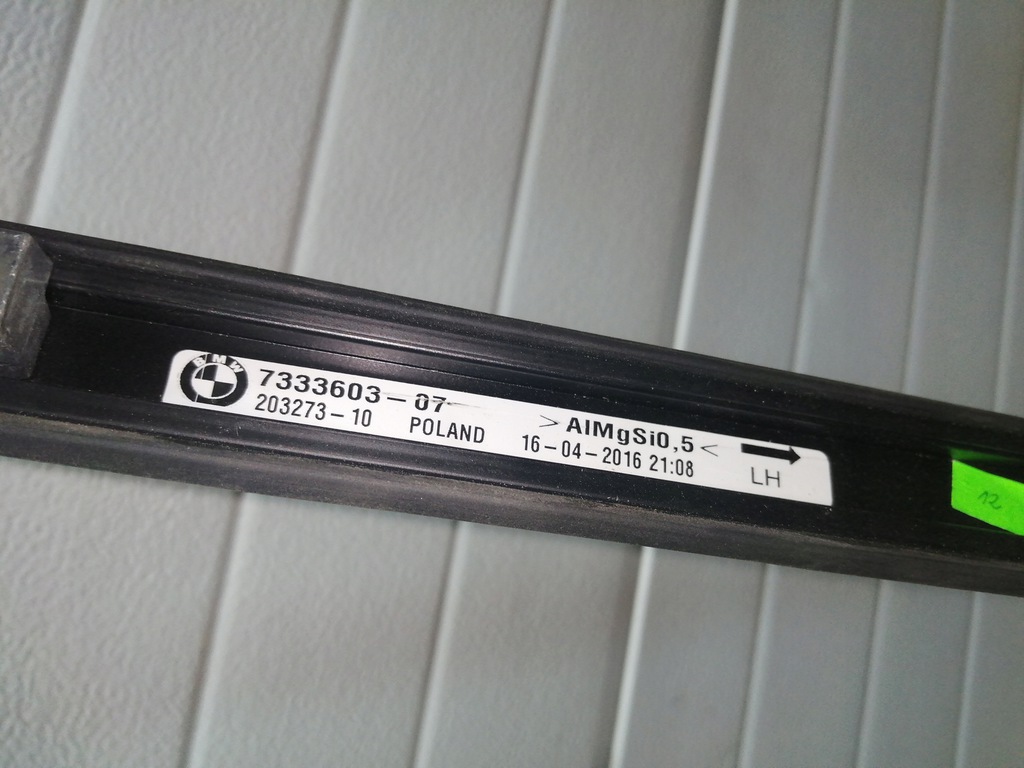 BMW
7333603-07 >AlMgSi0,5<
203273-10 POLAND 16-04-2016 21:08 LH
12